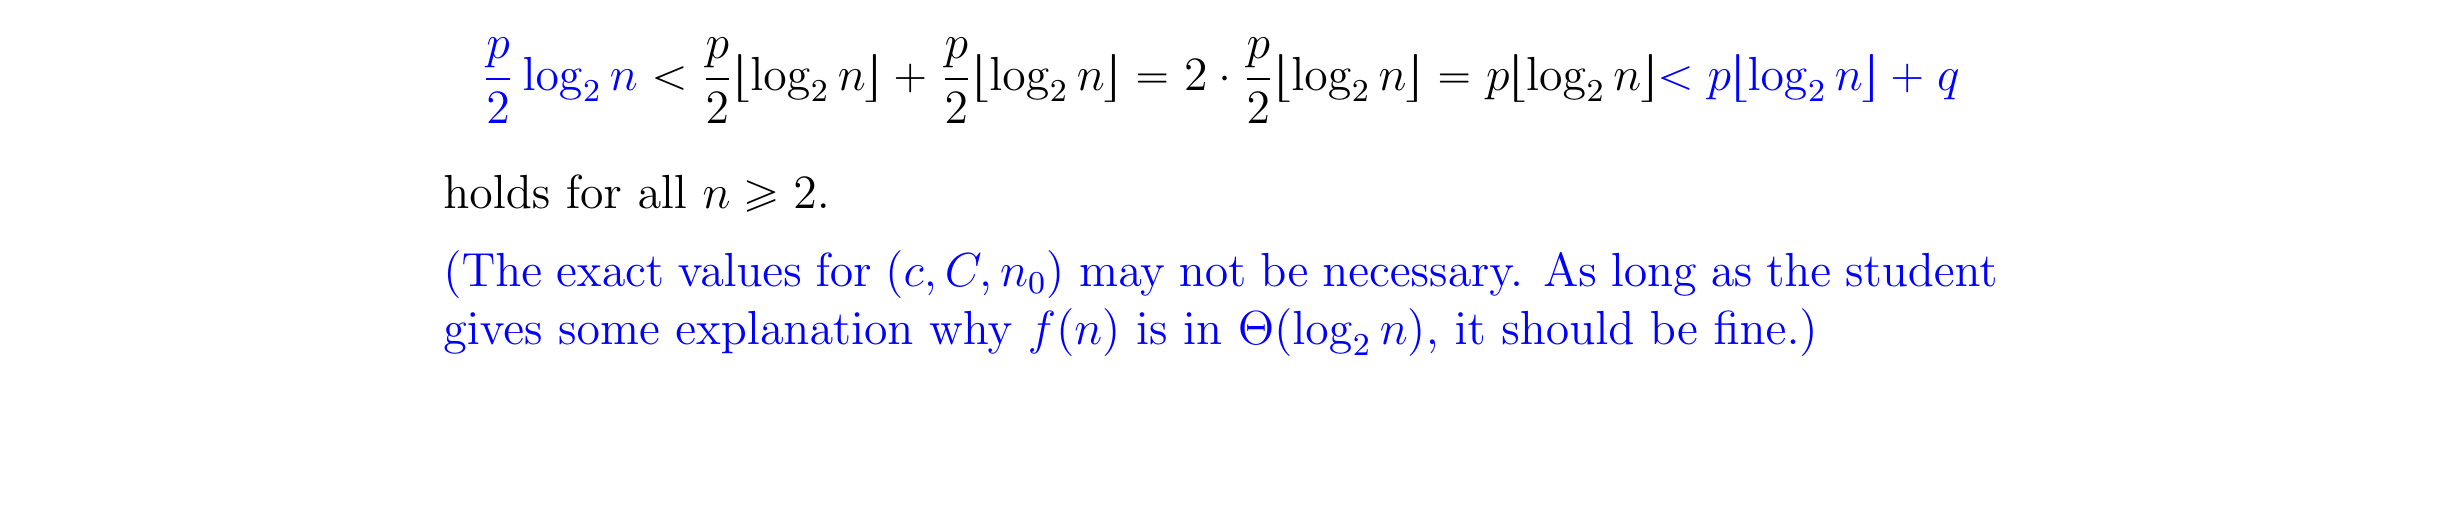 $\frac{p}{2} \log_2 n < \frac{p}{2} \lfloor \log_2 n \rfloor + \frac{p}{2} \lfloor \log_2 n \rfloor = 2 \cdot \frac{p}{2} \lfloor \log_2 n \rfloor = p \lfloor \log_2 n \rfloor < p \lfloor \log_2 n \rfloor + q$
holds for all $n \geqslant 2$.
(The exact values for $(c, C, n_0)$ may not be necessary. As long as the student
gives some explanation why $f(n)$ is in $\Theta(\log_2 n)$, it should be fine.)